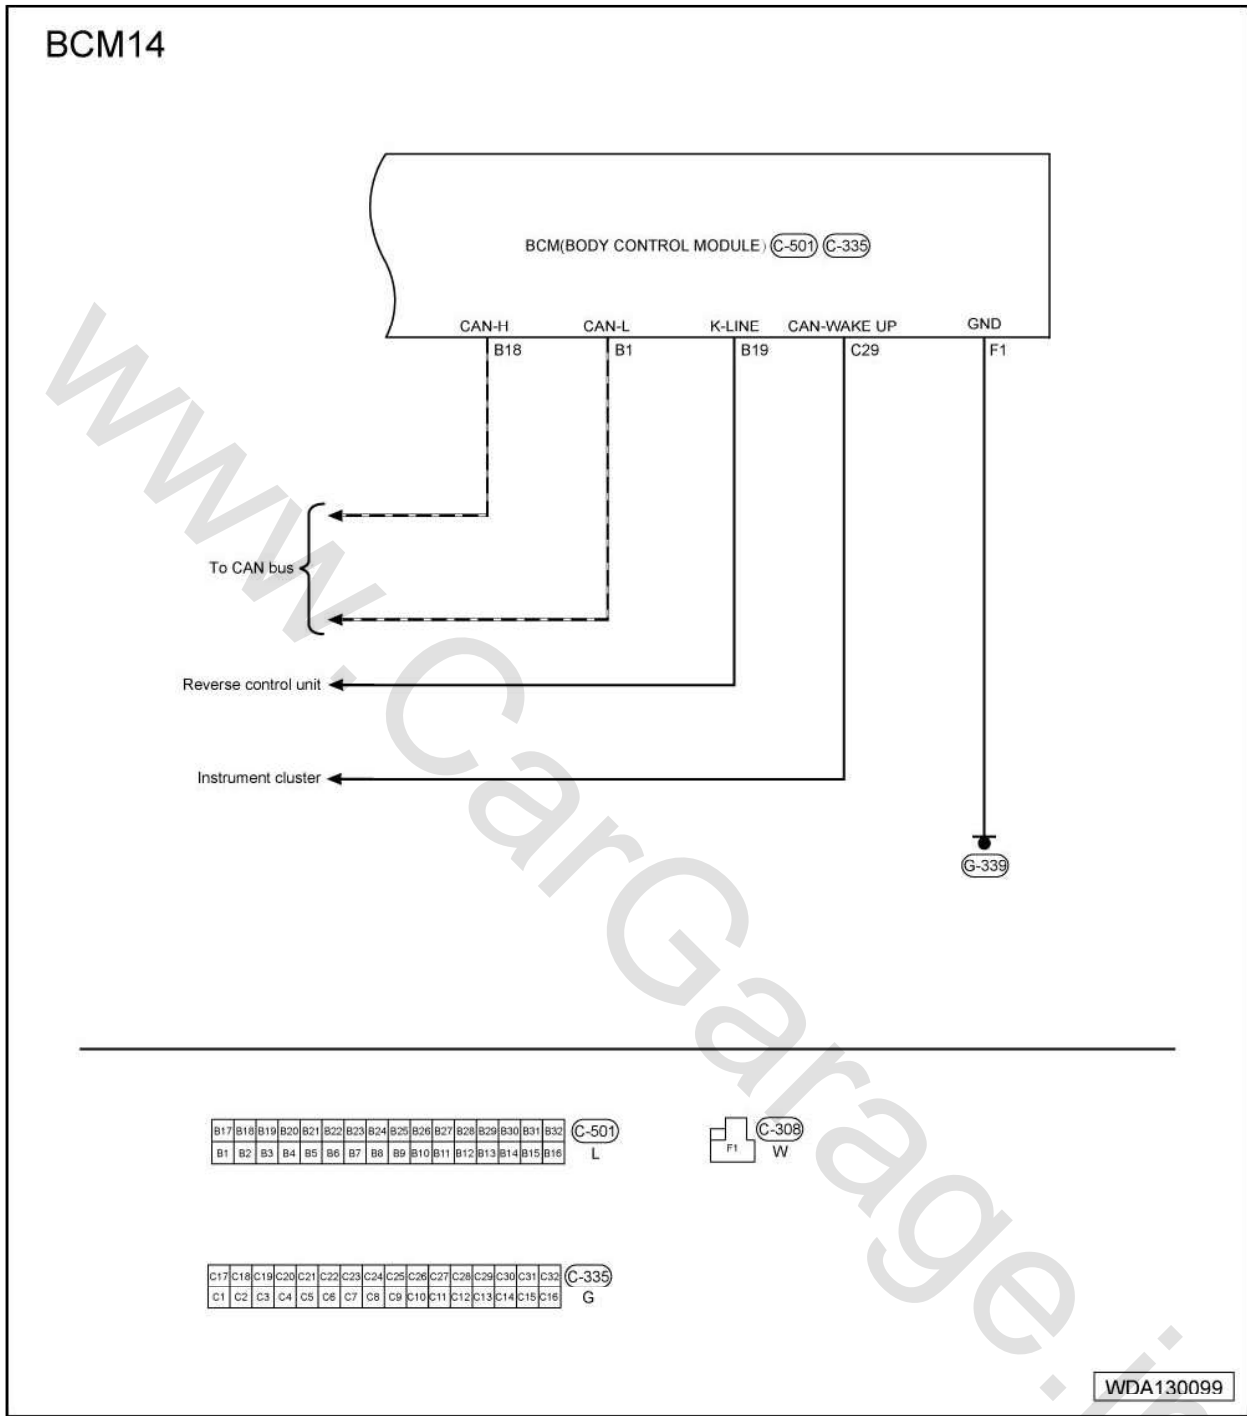 BCM14
BCM(BODY CONTROL MODULE) C-501 C-335
CAN-H CAN-L K-LINE CAN-WAKE UP GND
B18 B1 B19 C29 F1
To CAN bus
Reverse control unit
Instrument cluster
G-339
B17 B18 B19 B20 B21 B22 B23 B24 B25 B26 B27 B28 B29 B30 B31 B32 C-501
B1 B2 B3 B4 B5 B6 B7 B8 B9 B10 B11 B12 B13 B14 B15 B16 L
C-308
F1 W
C17 C18 C19 C20 C21 C22 C23 C24 C25 C26 C27 C28 C29 C30 C31 C32 C-335
C1 C2 C3 C4 C5 C6 C7 C8 C9 C10 C11 C12 C13 C14 C15 C16 G
WDA130099
www.CarGarage.ir